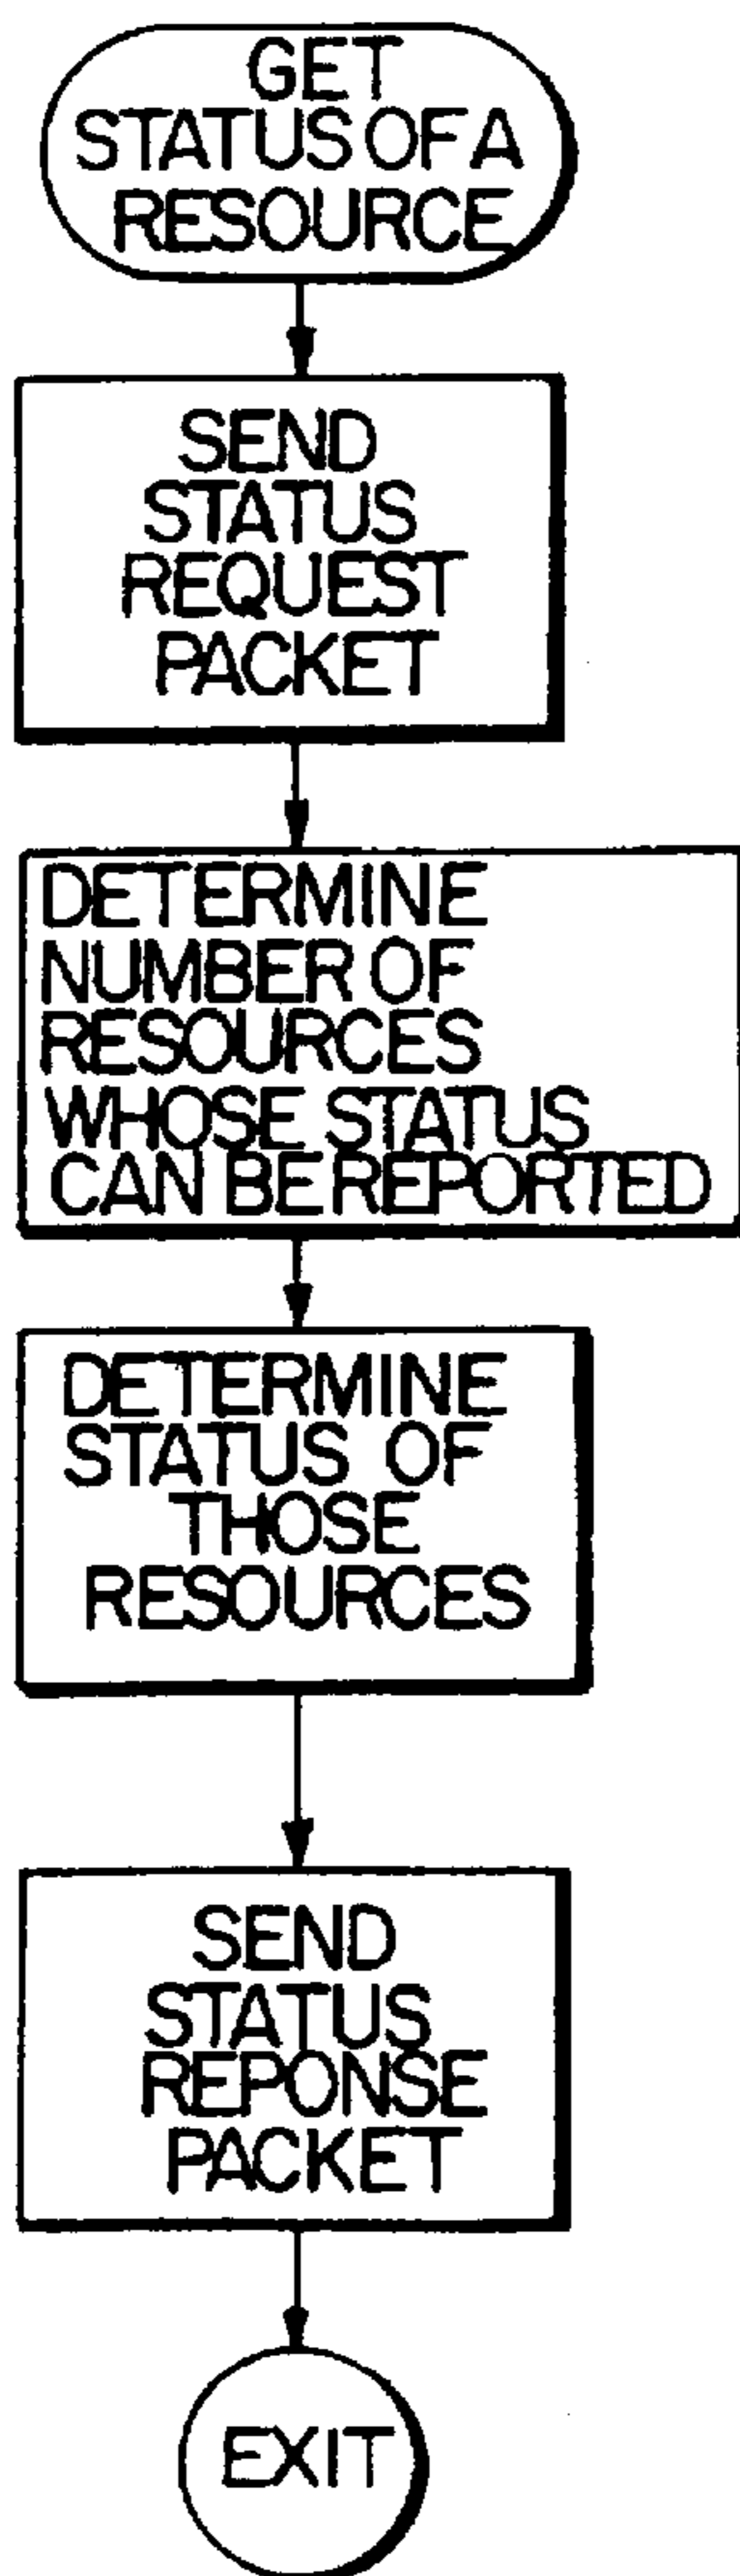 GET
STATUS OF A
RESOURCE
SEND
STATUS
REQUEST
PACKET
DETERMINE
NUMBER OF
RESOURCES
WHOSE STATUS
CAN BE REPORTED
DETERMINE
STATUS OF
THOSE
RESOURCES
SEND
STATUS
REPONSE
PACKET
EXIT